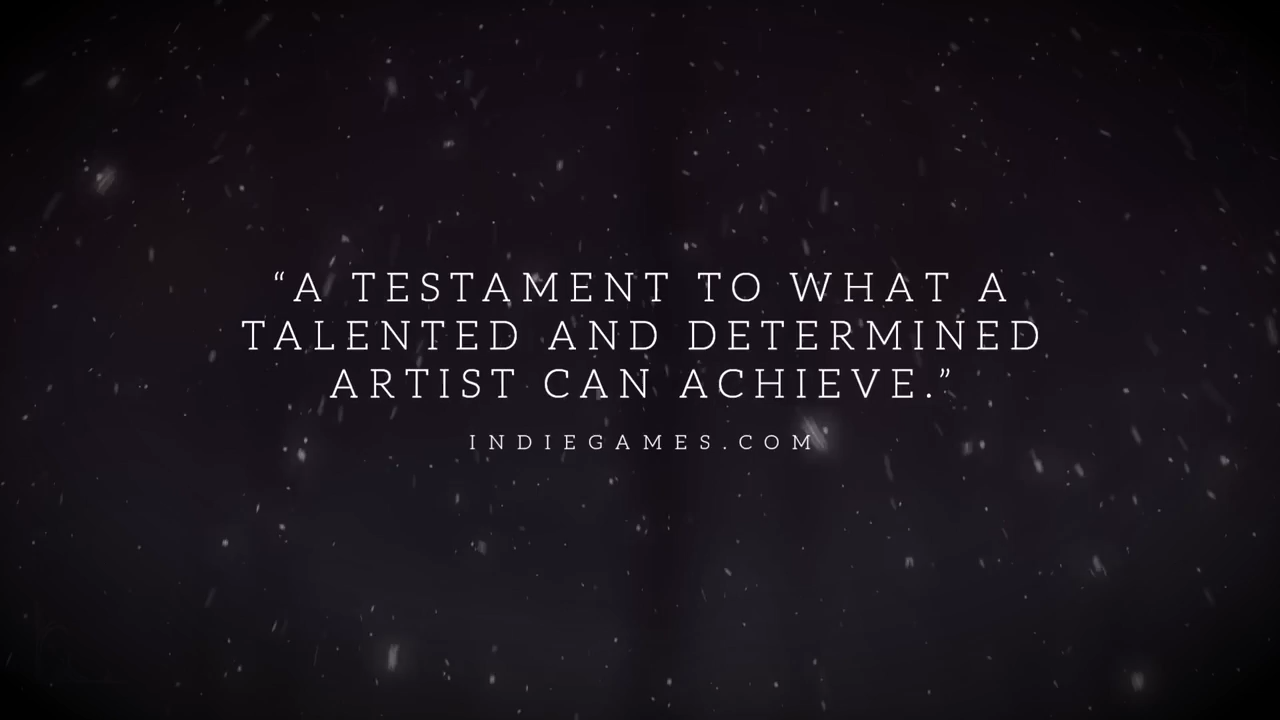 “A TESTAMENT TO WHAT A
TALENTED AND DETERMINED
ARTIST CAN ACHIEVE.”
INDIEGAMES.COM